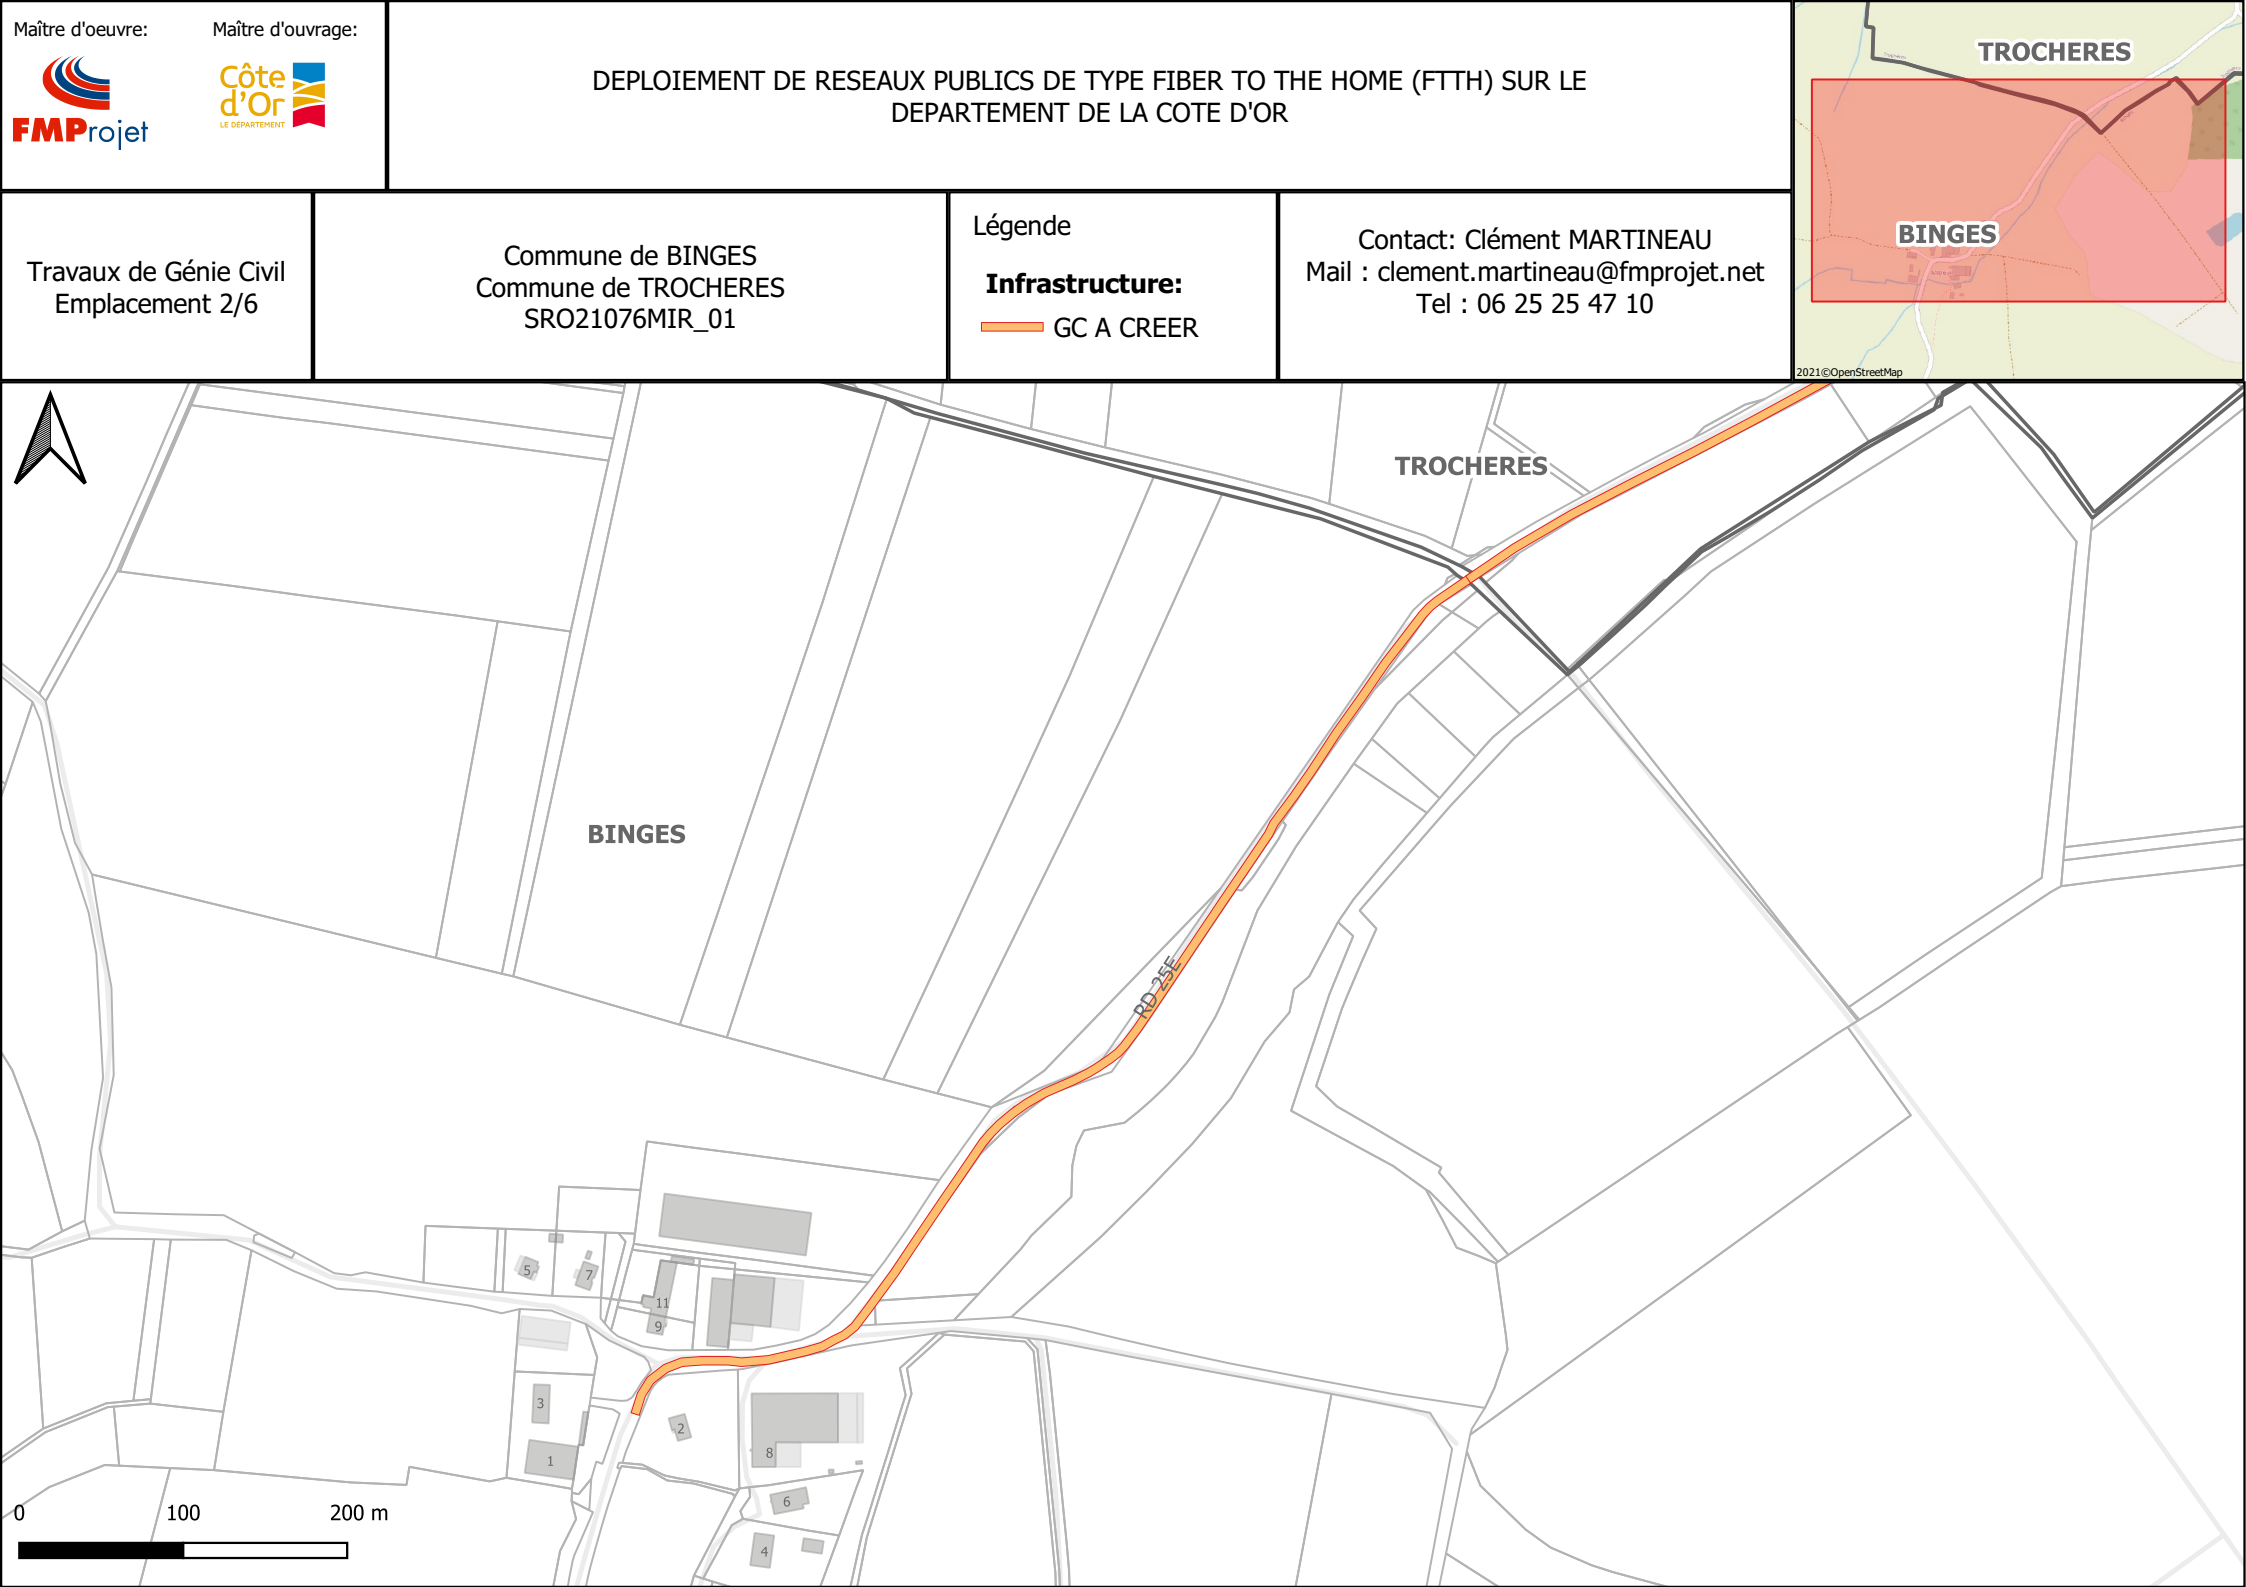 Maître d'oeuvre:
Maître d'ouvrage:
FMProjet
Côte
d'Or
LE DÉPARTEMENT
DEPLOIEMENT DE RESEAUX PUBLICS DE TYPE FIBER TO THE HOME (FTTH) SUR LE
DEPARTEMENT DE LA COTE D'OR
TROCHERES
BINGES
2021©OpenStreetMap
Travaux de Génie Civil
Emplacement 2/6
Commune de BINGES
Commune de TROCHERES
SRO21076MIR_01
Légende
Infrastructure:
GC A CREER
Contact: Clément MARTINEAU
Mail : clement.martineau@fmprojet.net
Tel : 06 25 25 47 10
TROCHERES
BINGES
RD 25E
5
7
11
9
3
2
1
8
6
4
0 100 200 m